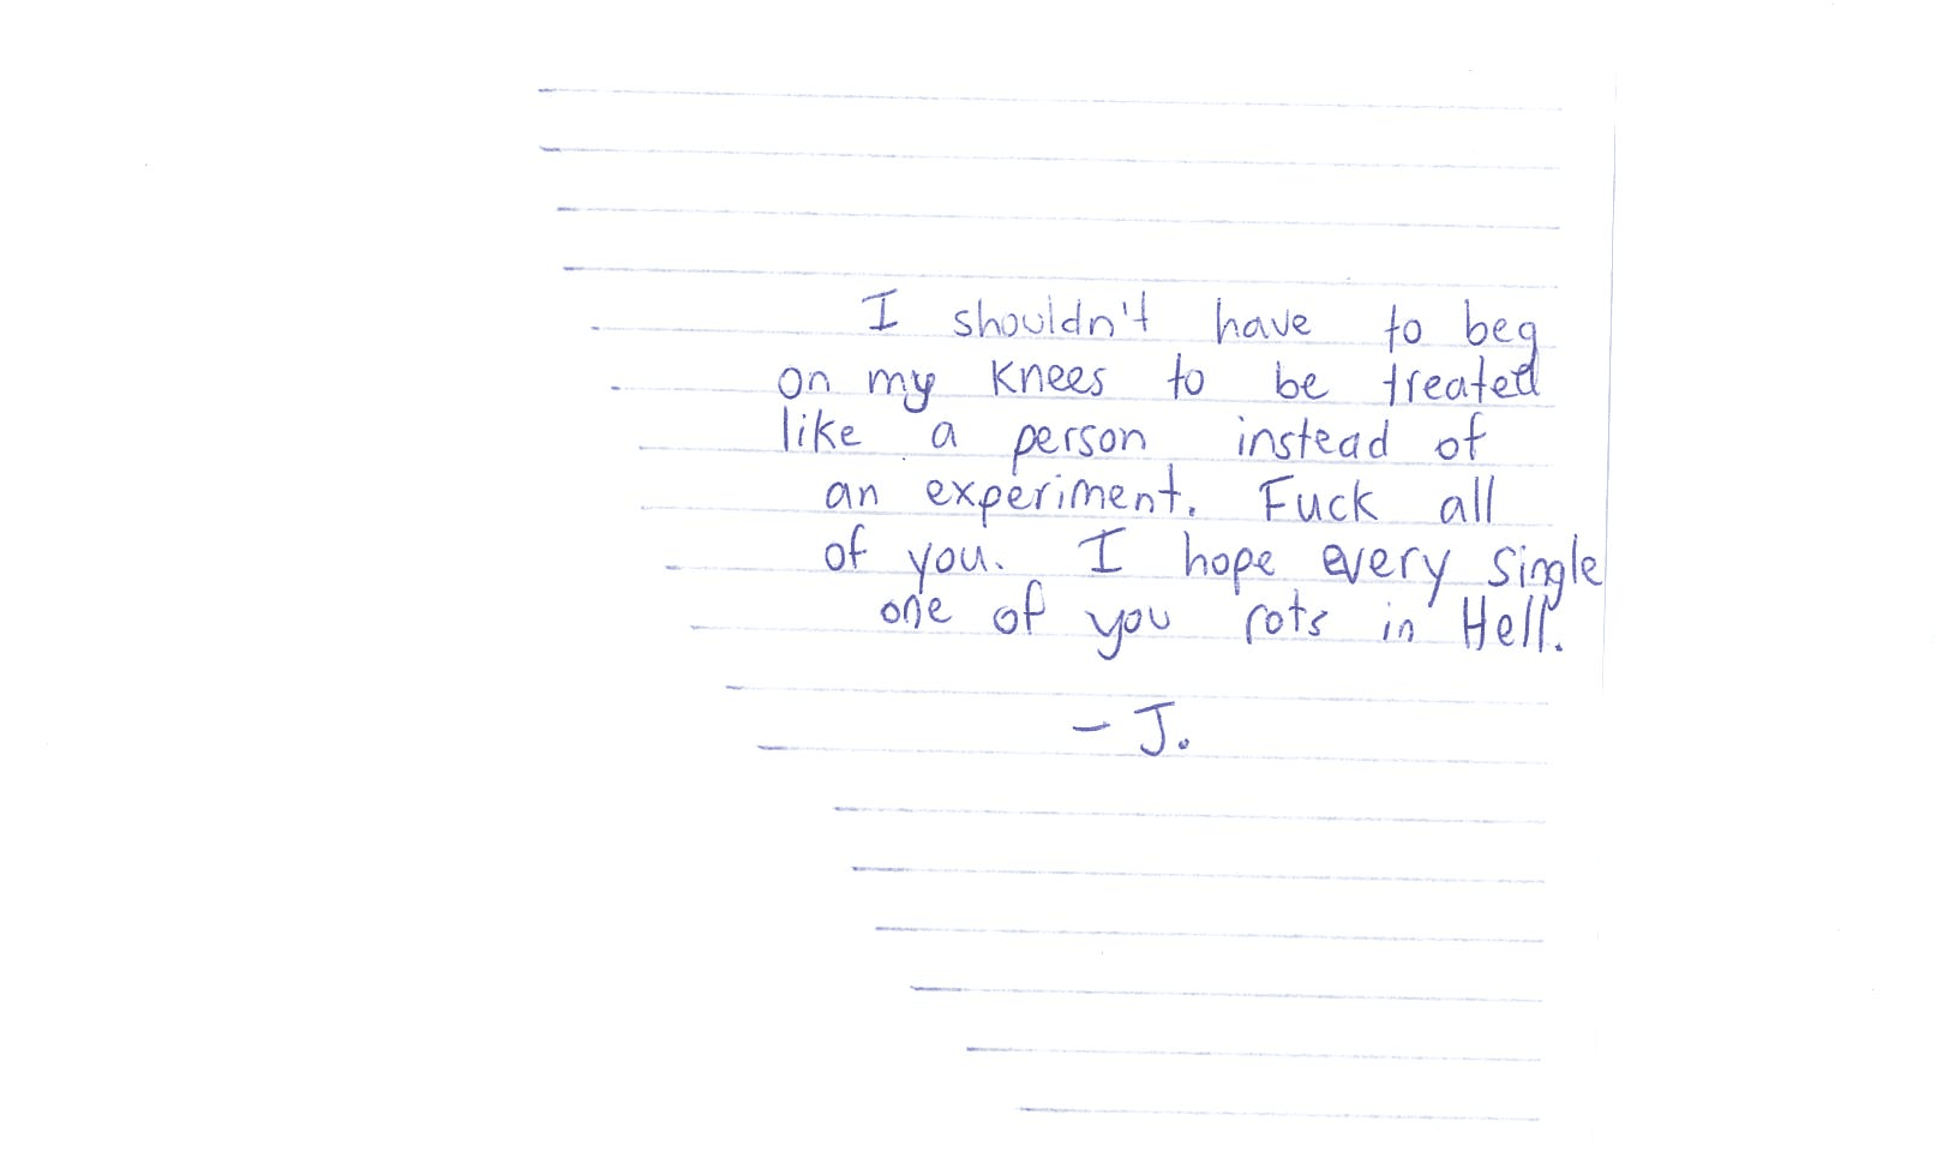 I shouldn't have to beg
on my knees to be treated
like a person instead of
an experiment. Fuck all
of you. I hope every single
one of you rots in Hell.
- J.